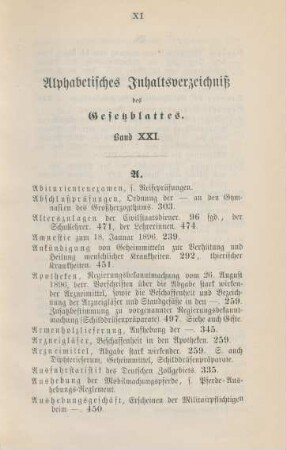 XI
Alphabetisches Inhaltsverzeichniß
des
Gesetzblattes.
Band XXI.
A.
Abiturientenexamen, s. Reifeprüfungen.
Abschlußprüfungen, Ordnung der — an den Gym-
nasien des Großherzogthums. 303.
Alterszulagen der Civilstaatsdiener. 96 fgd., der
Schullehrer. 471, der Lehrerinnen. 474.
Amnestie zum 18. Januar 1896. 239.
Ankündigung von Geheimmitteln zur Verhütung und
Heilung menschlicher Krankheiten. 292, thierischer
Krankheiten. 451.
Apotheken, Regierungsbekanntmachung vom 26. August
1896, betr. Vorschriften über die Abgabe stark wirken-
der Arzneimittel, sowie die Beschaffenheit und Bezeich-
nung der Arzneigläser und Standgefäße in den —. 259.
Zusatzbestimmung zu vorgenannter Regierungsbekannt-
machung (Schilddrüsenpräparate) 497. Siehe auch Gifte.
Armenholzlieferung, Aufhebung der — 345.
Arzneigläser, Beschaffenheit in den Apotheken. 259.
Arzneimittel, Abgabe stark wirkender. 259. S. auch
Diphtherieserum, Geheimmittel, Schilddrüsenpräparate.
Ausfuhrstatistik des Deutschen Zollgebiets. 335.
Aushebung der Mobilmachungspferde, s. Pferde-Aus-
hebungs-Reglement.
Aushebungsgeschäft, Erscheinen der Militairpflichtigen
beim —. 450.